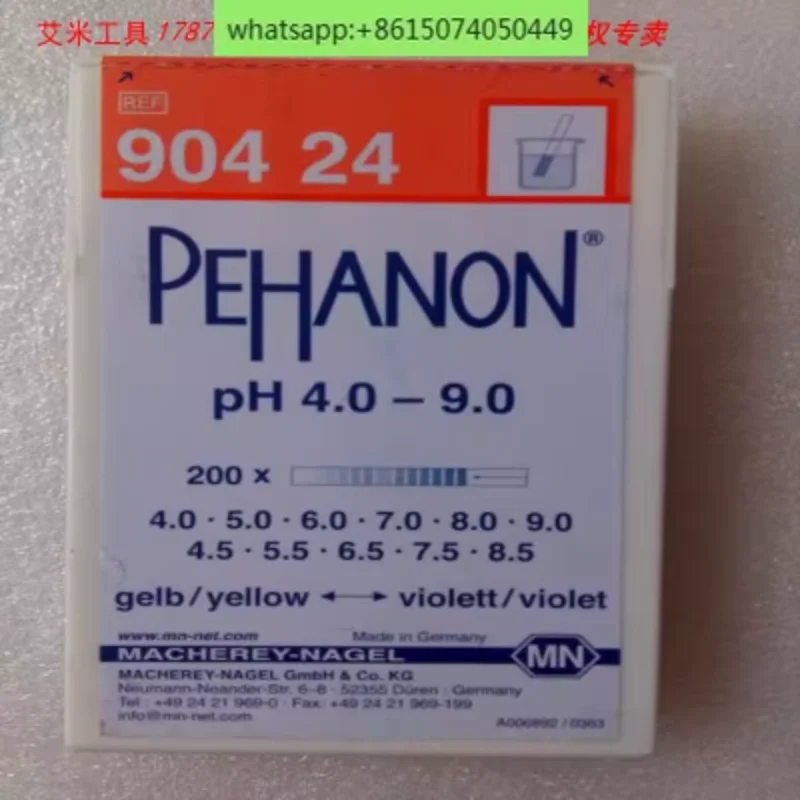 艾米工具 1787
whatsapp:+8615074050449
权专卖
REF
904 24
PEHANON®
pH 4.0 – 9.0
200 x
4.0 · 5.0 · 6.0 · 7.0 · 8.0 · 9.0
4.5 · 5.5 · 6.5 · 7.5 · 8.5
gelb/yellow ↔ violett/violet
www.mn-net.com Made in Germany
MACHEREY-NAGEL MN
MACHEREY-NAGEL GmbH & Co. KG
Neumann-Neander-Str. 6–8 · 52355 Düren · Germany
Tel.: +49 24 21 969-0 · Fax: +49 24 21 969-199
info@mn-net.com A006892 / 0363